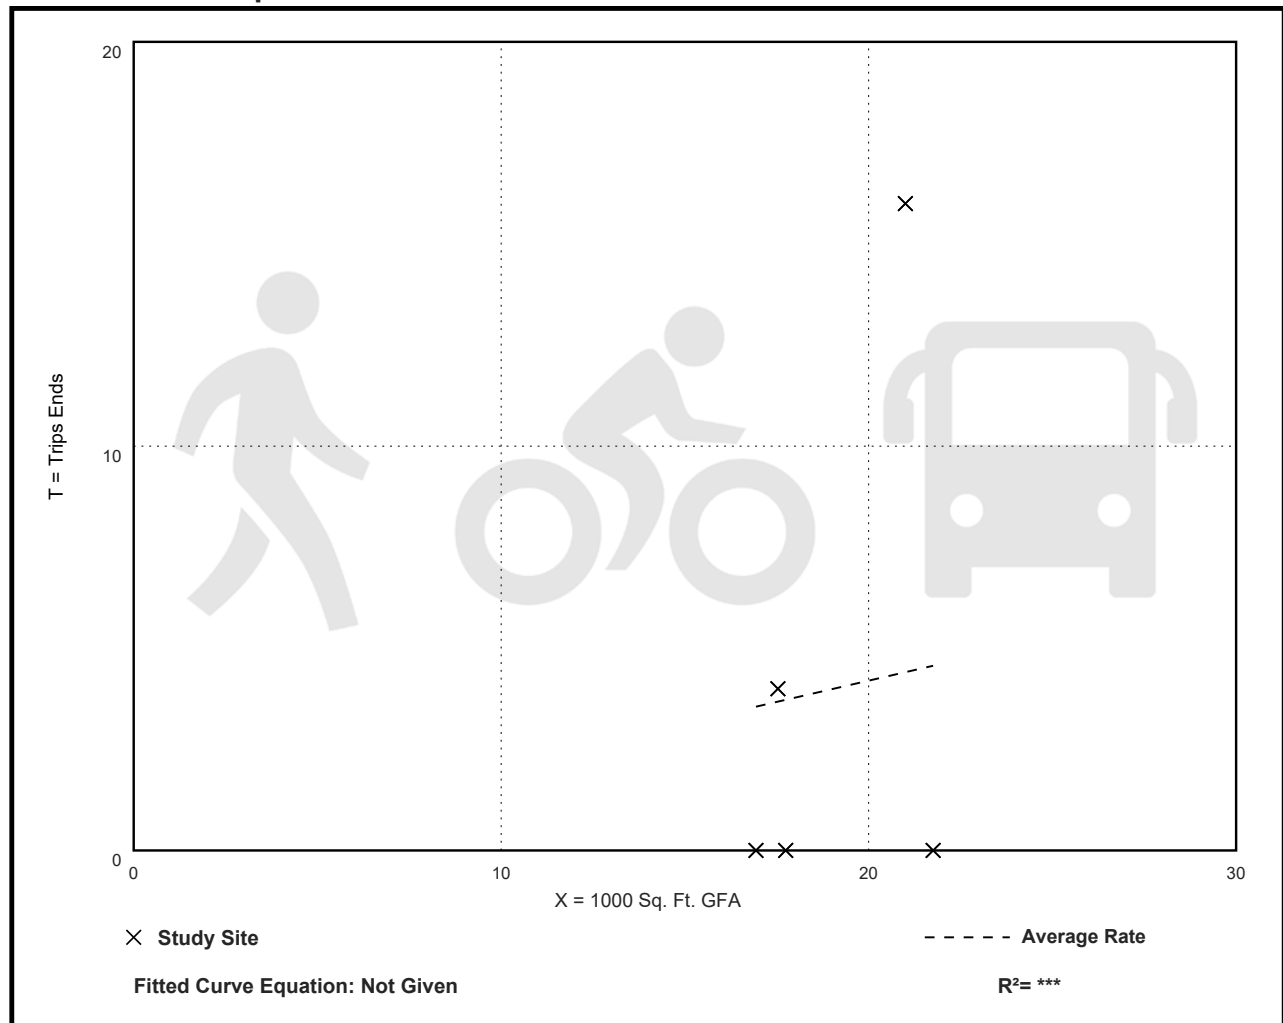 20
10
0
T = Trips Ends
0 10 20 30
X = 1000 Sq. Ft. GFA
Study Site
Average Rate
Fitted Curve Equation: Not Given
R²= ***